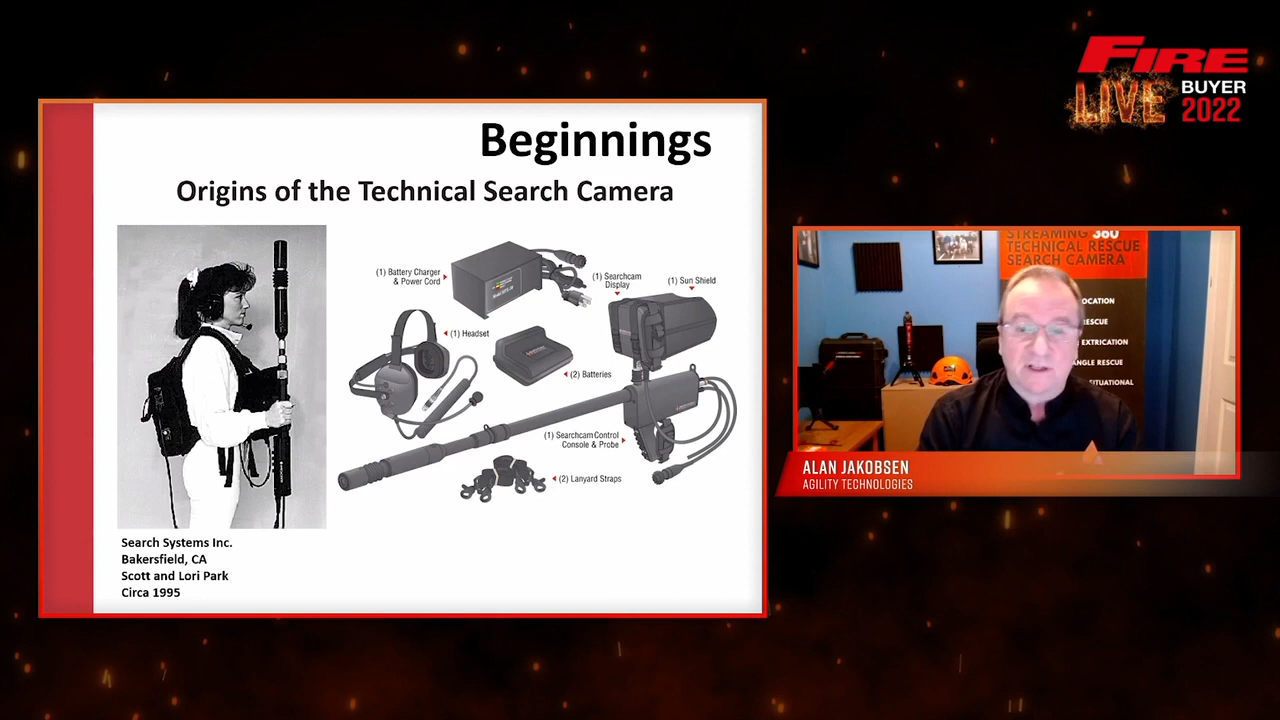 FIRE
LIVE
BUYER
2022
Beginnings
Origins of the Technical Search Camera
(1) Battery Charger
& Power Cord
(1) Searchcam
Display
(1) Sun Shield
(1) Headset
(2) Batteries
(1) Searchcam Control
Console & Probe
(2) Lanyard Straps
Search Systems Inc.
Bakersfield, CA
Scott and Lori Park
Circa 1995
STREAMING 360
TECHNICAL RESCUE
SEARCH CAMERA
OCATION
ESCUE
EXTRICATION
ANGLE RESCUE
SITUATIONAL
ALAN JAKOBSEN
AGILITY TECHNOLOGIES